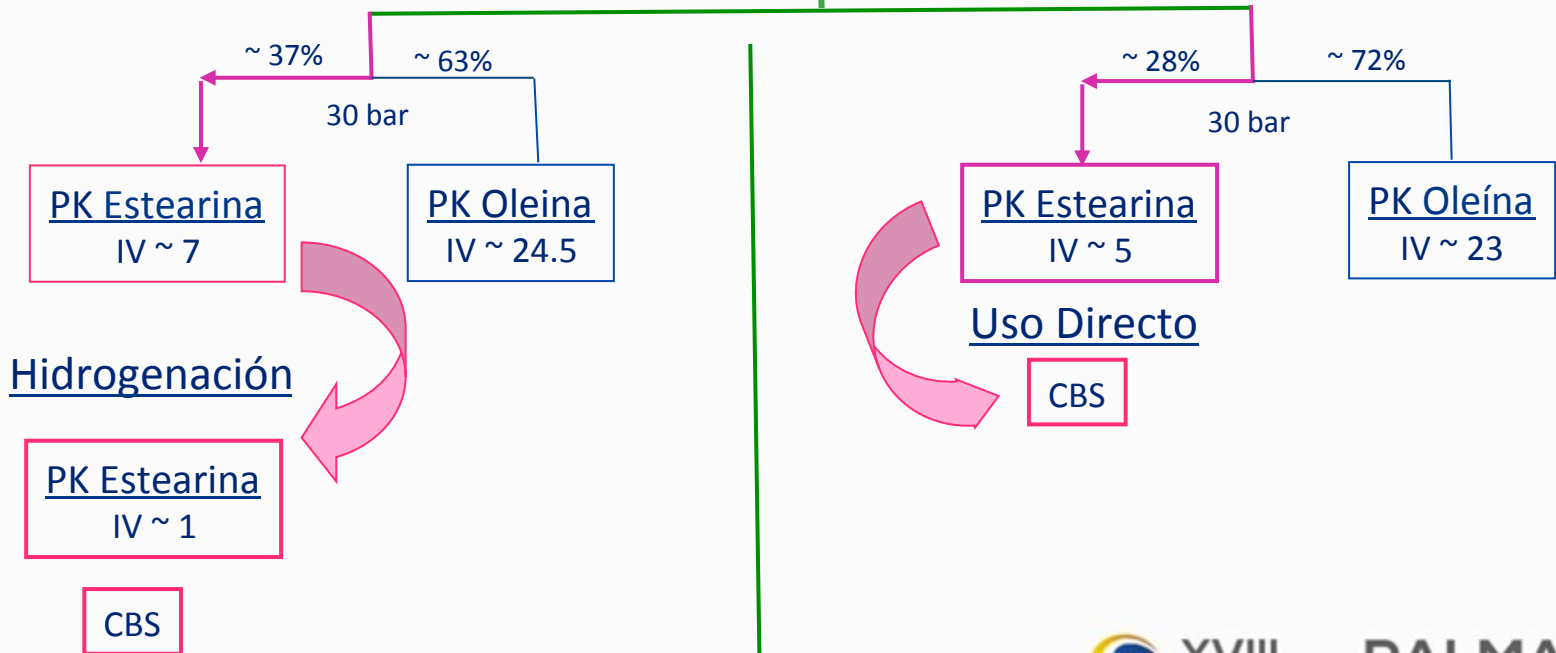 ~ 37%
~ 63%
30 bar
PK Estearina
IV ~ 7
PK Oleina
IV ~ 24.5
Hidrogenación
PK Estearina
IV ~ 1
CBS
~ 28%
~ 72%
30 bar
PK Estearina
IV ~ 5
PK Oleína
IV ~ 23
Uso Directo
CBS
XVIII